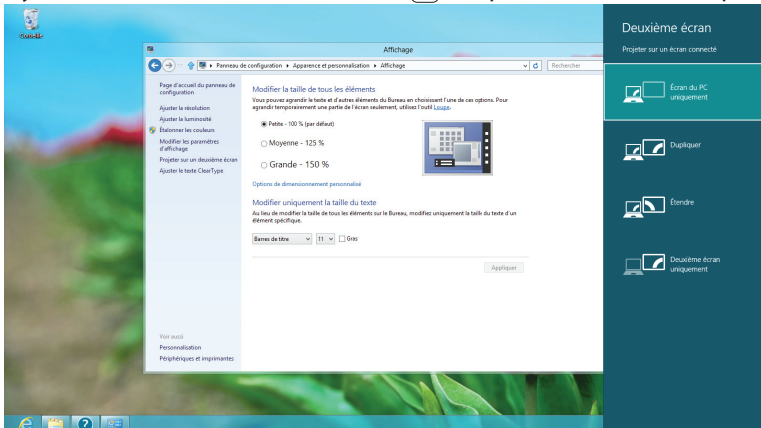 Corbeille
Affichage
Panneau de configuration
Apparence et personnalisation
Affichage
Rechercher
Page d'accueil du panneau de
configuration
Ajuster la résolution
Ajuster la luminosité
Étalonner les couleurs
Modifier les paramètres
d'affichage
Projeter sur un deuxième écran
Ajuster le texte ClearType
Voir aussi
Personnalisation
Périphériques et imprimantes
Modifier la taille de tous les éléments
Vous pouvez agrandir le texte et d'autres éléments du Bureau en choisissant l'une de ces options. Pour
agrandir temporairement une partie de l'écran seulement, utilisez l'outil Loupe.
Petite - 100 % (par défaut)
Moyenne - 125 %
Grande - 150 %
Options de dimensionnement personnalisé
Modifier uniquement la taille du texte
Au lieu de modifier la taille de tous les éléments sur le Bureau, modifiez uniquement la taille du texte d'un
élément spécifique.
Barres de titre 11 Gras
Appliquer
Deuxième écran
Projeter sur un écran connecté
Écran du PC
uniquement
Dupliquer
Étendre
Deuxième écran
uniquement